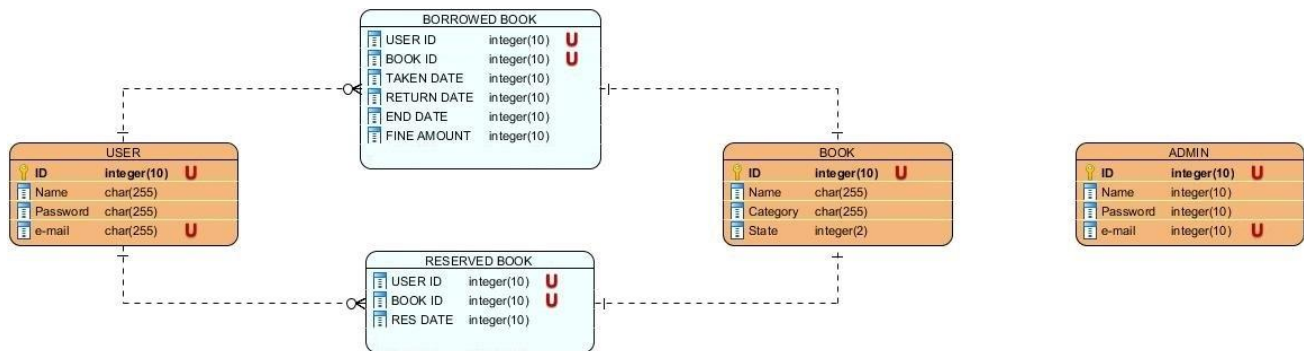 BORROWED BOOK
USER ID integer(10) U
BOOK ID integer(10) U
TAKEN DATE integer(10)
RETURN DATE integer(10)
END DATE integer(10)
FINE AMOUNT integer(10)
USER
ID integer(10) U
Name char(255)
Password char(255)
e-mail char(255) U
BOOK
ID integer(10) U
Name char(255)
Category char(255)
State integer(2)
ADMIN
ID integer(10) U
Name integer(10)
Password integer(10)
e-mail integer(10) U
RESERVED BOOK
USER ID integer(10) U
BOOK ID integer(10) U
RES DATE integer(10)